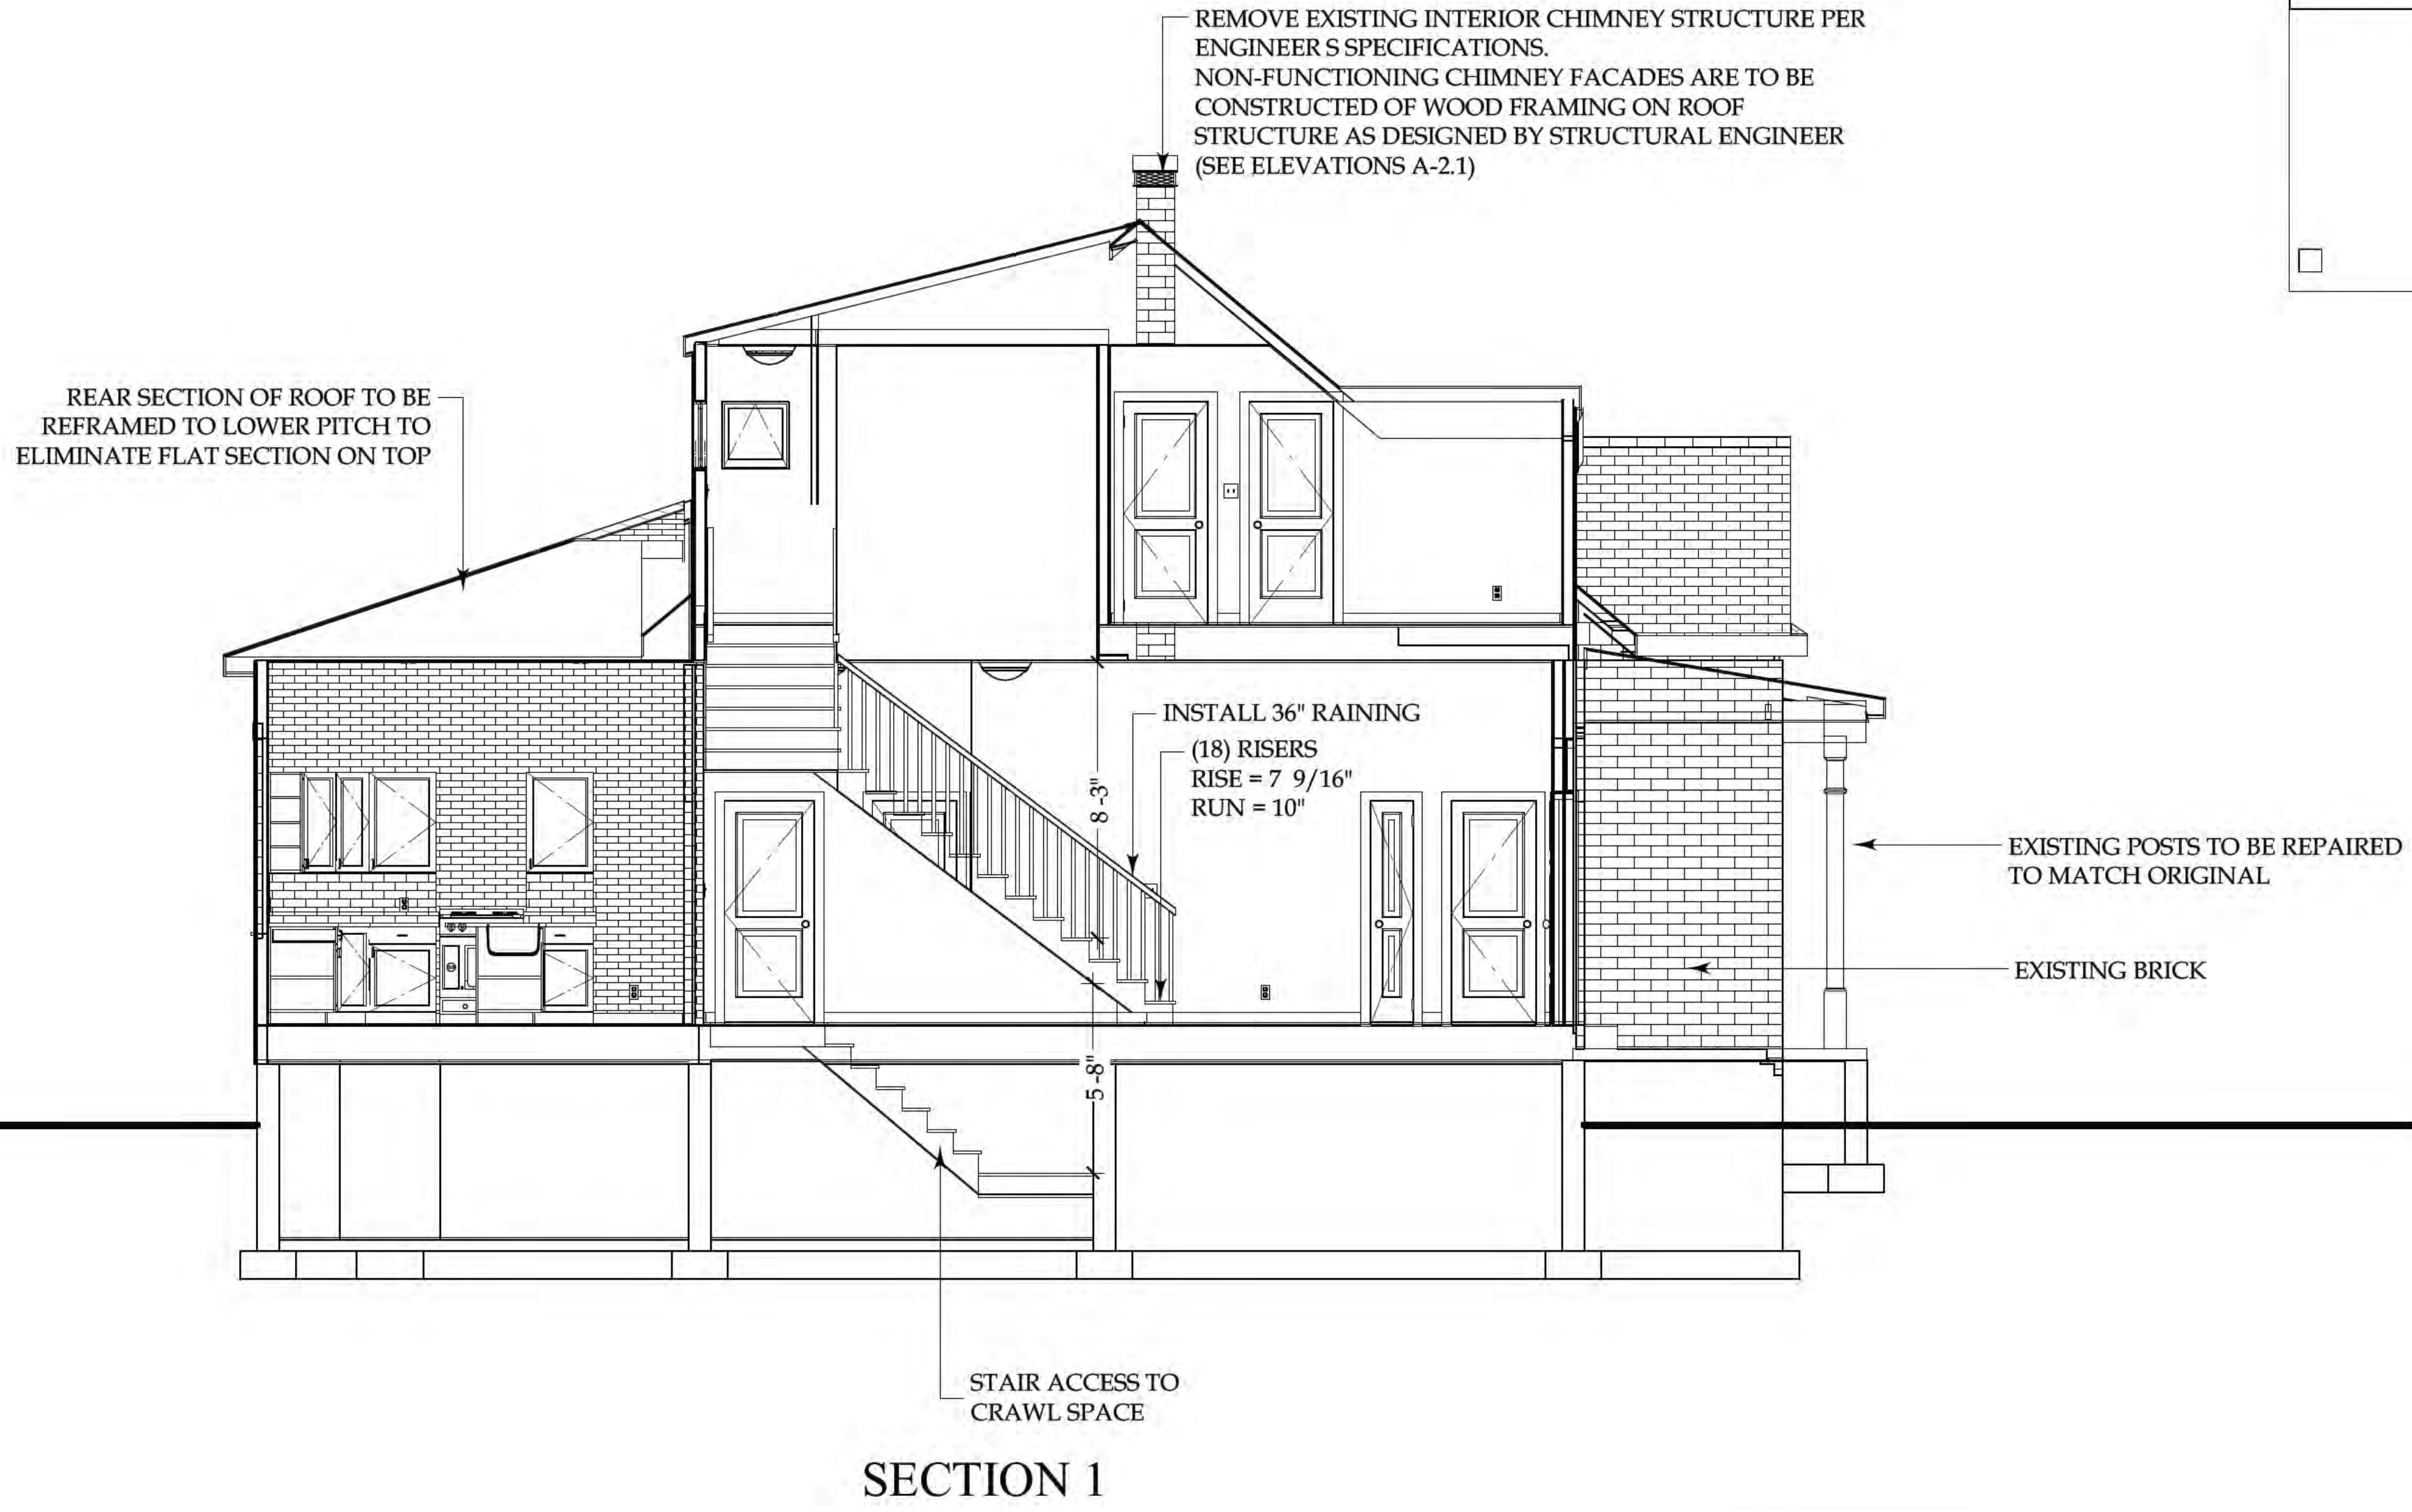 REMOVE EXISTING INTERIOR CHIMNEY STRUCTURE PER
ENGINEER S SPECIFICATIONS.
NON-FUNCTIONING CHIMNEY FACADES ARE TO BE
CONSTRUCTED OF WOOD FRAMING ON ROOF
STRUCTURE AS DESIGNED BY STRUCTURAL ENGINEER
(SEE ELEVATIONS A-2.1)
REAR SECTION OF ROOF TO BE
REFRAMED TO LOWER PITCH TO
ELIMINATE FLAT SECTION ON TOP
INSTALL 36" RAINING
(18) RISERS
RISE = 7 9/16"
RUN = 10"
8 -3"
EXISTING POSTS TO BE REPAIRED
TO MATCH ORIGINAL
EXISTING BRICK
5 -8"
STAIR ACCESS TO
CRAWL SPACE
SECTION 1